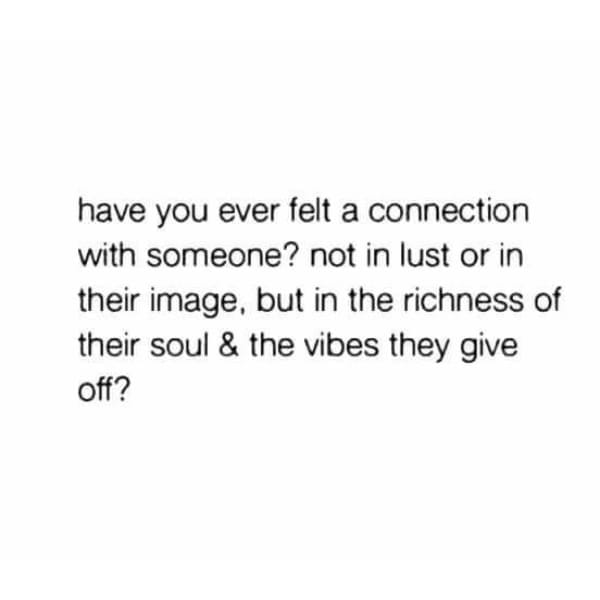 have you ever felt a connection
with someone? not in lust or in
their image, but in the richness of
their soul & the vibes they give
off?